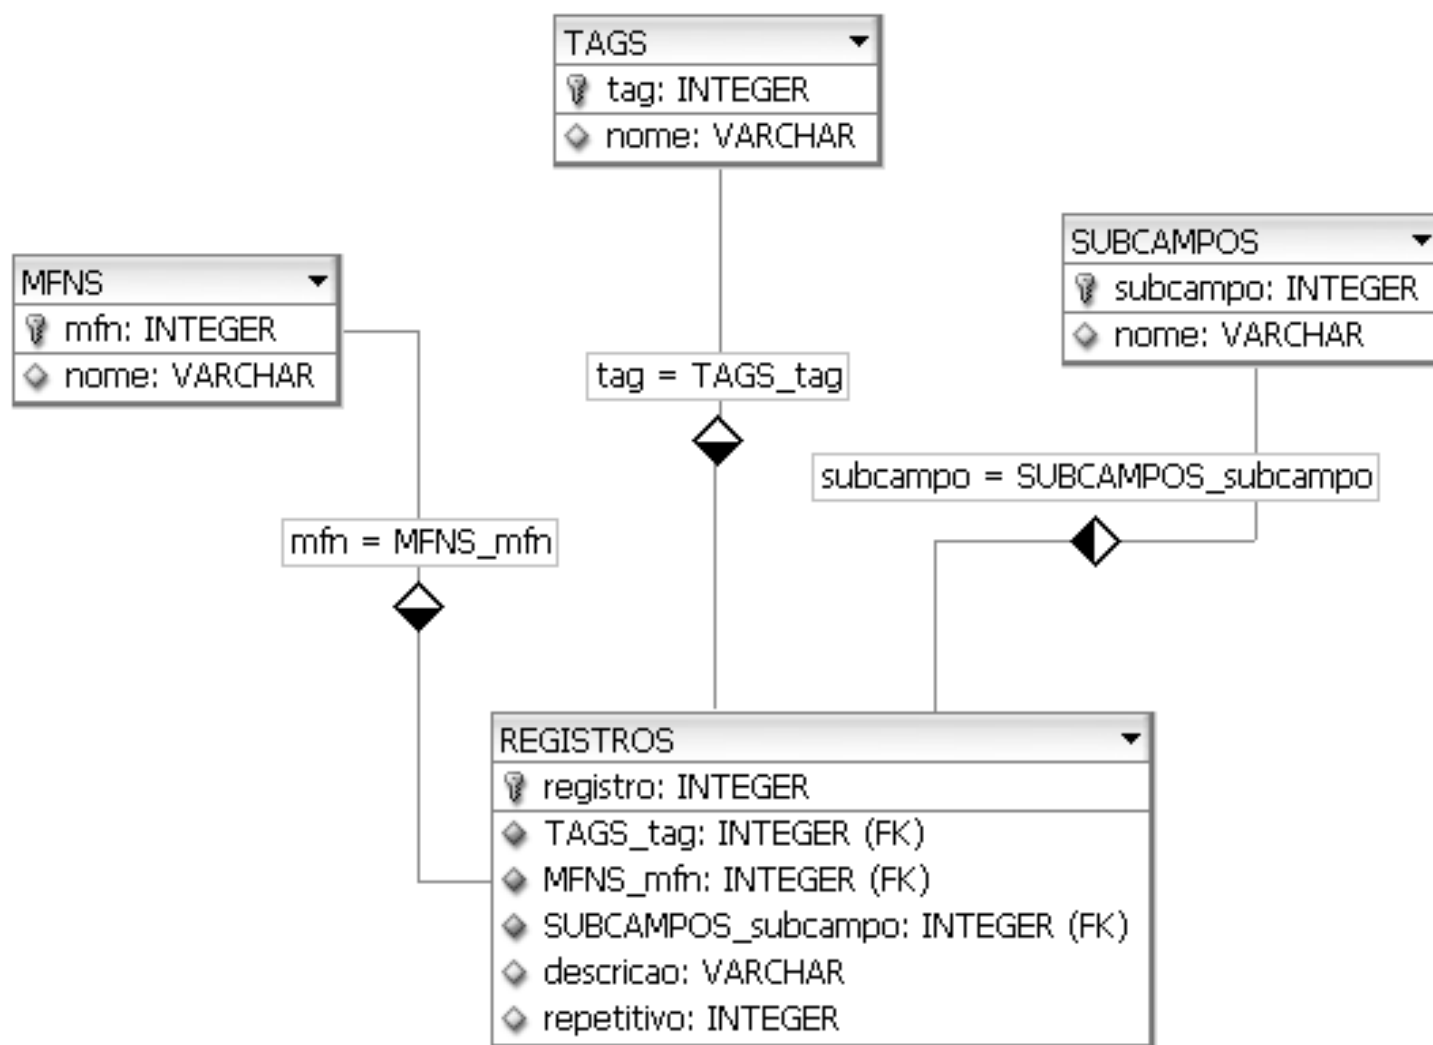 TAGS
tag: INTEGER
nome: VARCHAR
SUBCAMPOS
subcampo: INTEGER
nome: VARCHAR
MFNS
mfn: INTEGER
nome: VARCHAR
tag = TAGS_tag
subcampo = SUBCAMPOS_subcampo
mfn = MFNS_mfn
REGISTROS
registro: INTEGER
TAGS_tag: INTEGER (FK)
MFNS_mfn: INTEGER (FK)
SUBCAMPOS_subcampo: INTEGER (FK)
descricao: VARCHAR
repetitivo: INTEGER